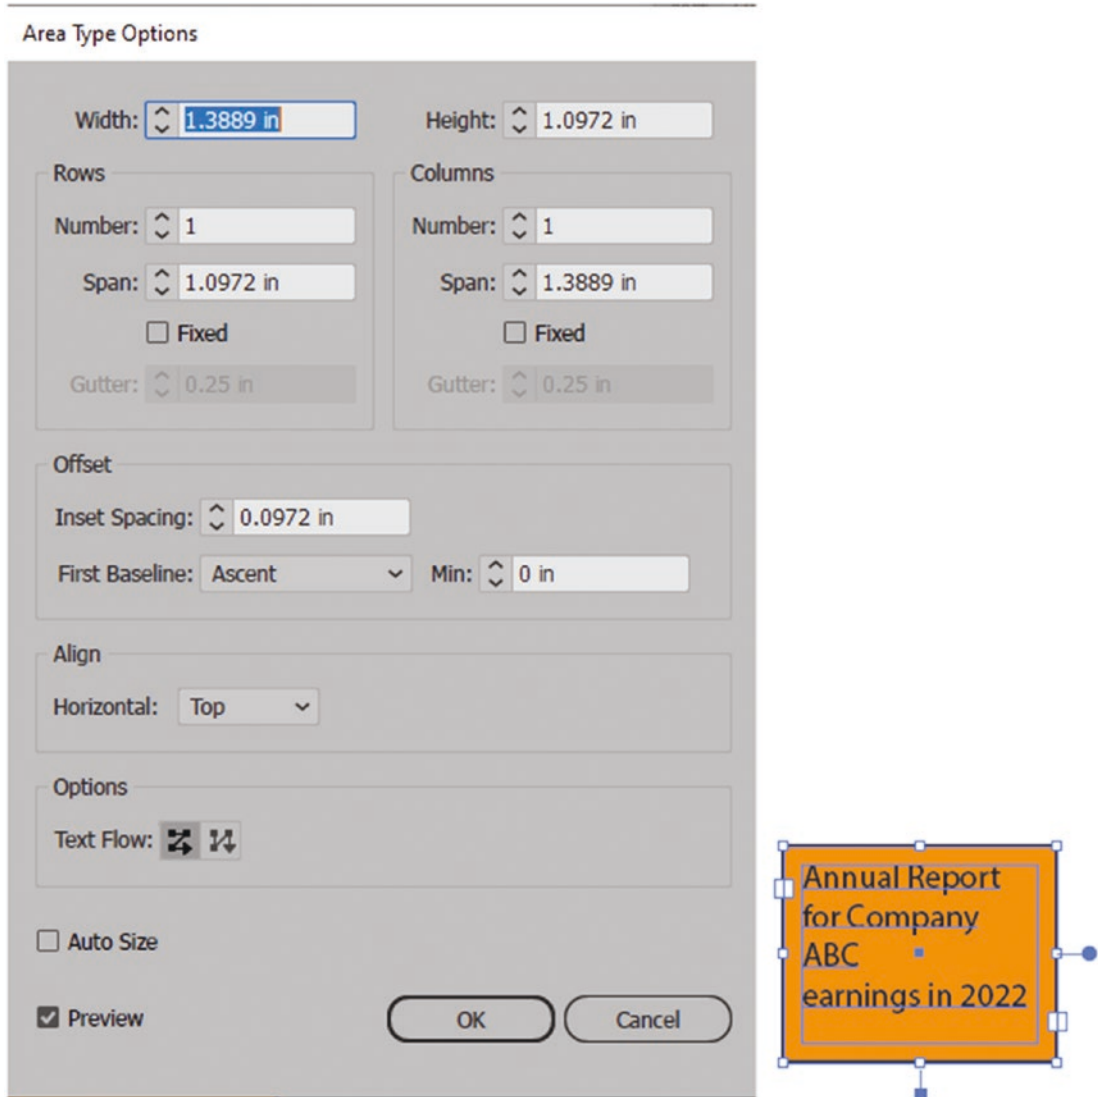 Area Type Options
Width: 1.3889 in Height: 1.0972 in
Rows Columns
Number: 1 Number: 1
Span: 1.0972 in Span: 1.3889 in
Fixed Fixed
Gutter: 0.25 in Gutter: 0.25 in
Offset
Inset Spacing: 0.0972 in
First Baseline: Ascent Min: 0 in
Align
Horizontal: Top
Options
Text Flow:
Auto Size
Preview OK Cancel
Annual Report
for Company
ABC
earnings in 2022